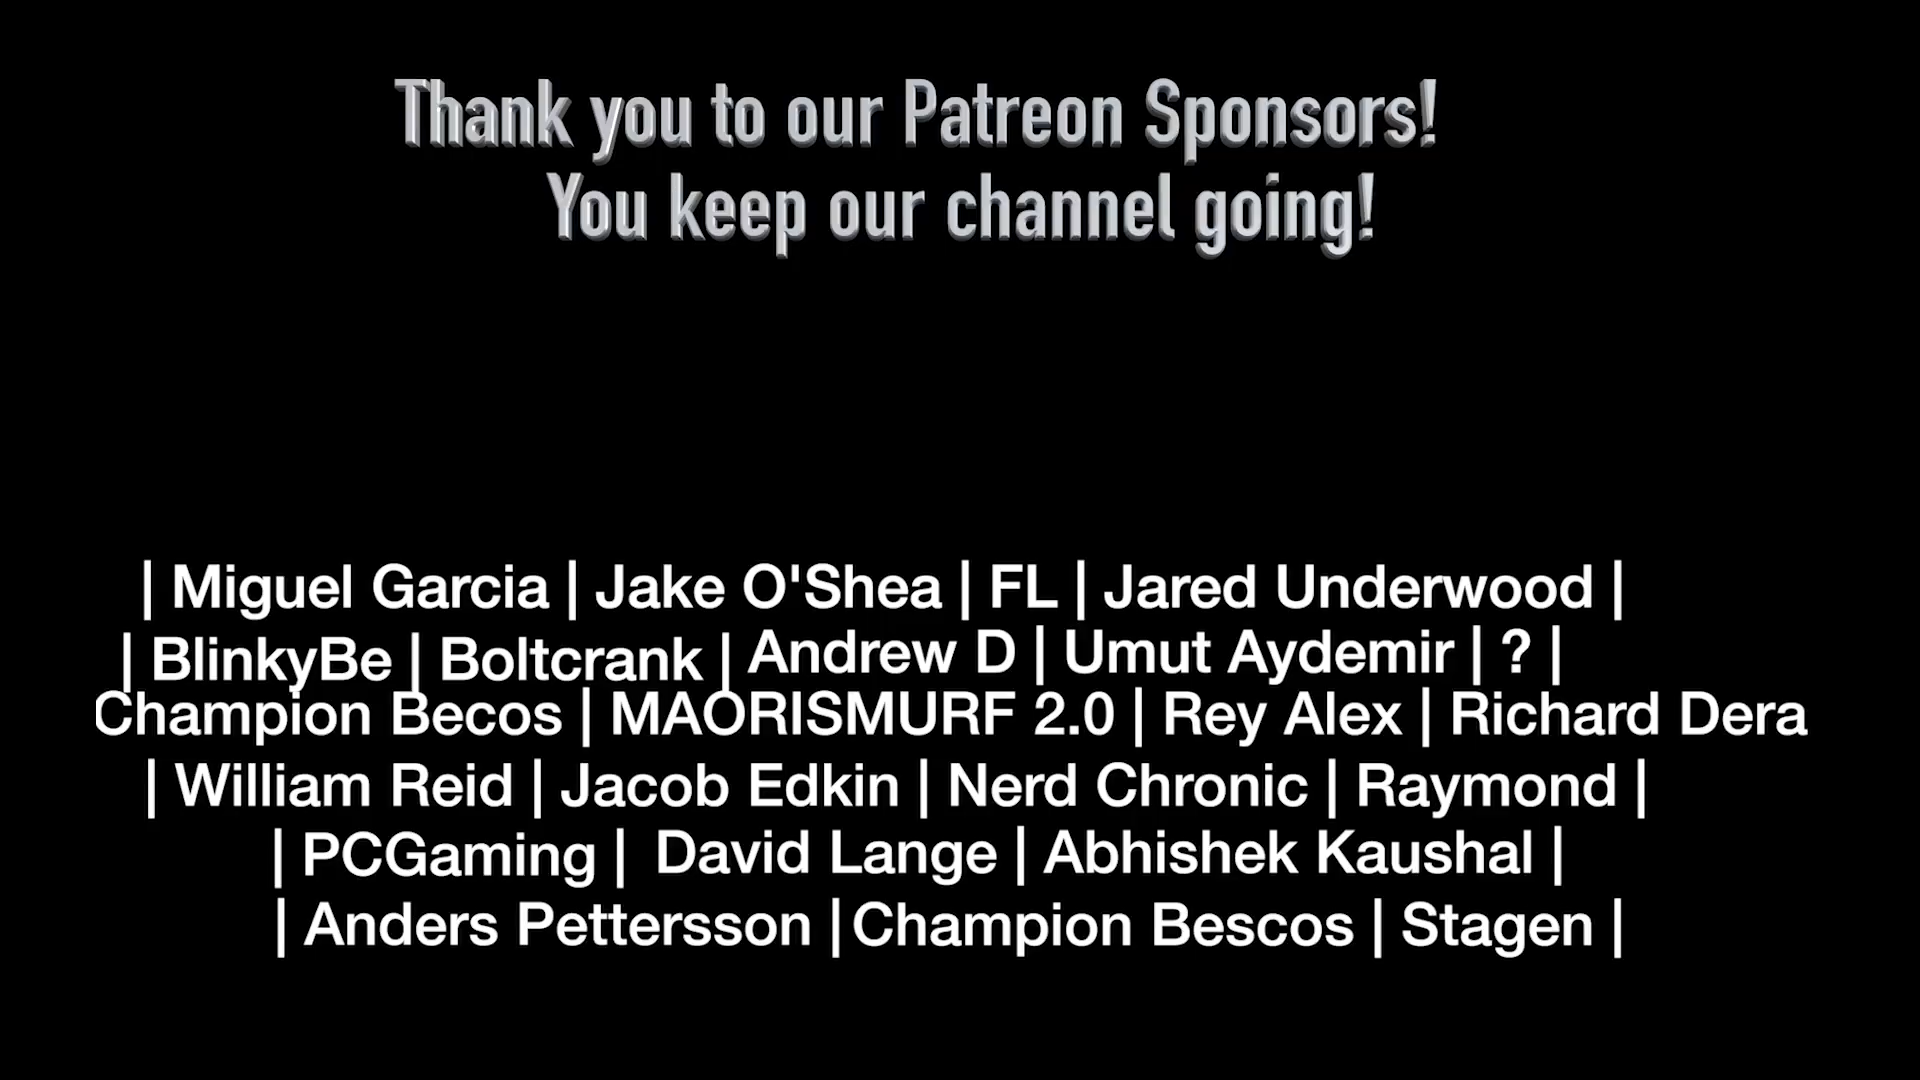 Thank you to our Patreon Sponsors!
You keep our channel going!
| Miguel Garcia | Jake O'Shea | FL | Jared Underwood |
| BlinkyBe | Boltcrank | Andrew D | Umut Aydemir | ? |
Champion Becos | MAORISMURF 2.0 | Rey Alex | Richard Dera
| William Reid | Jacob Edkin | Nerd Chronic | Raymond |
| PCGaming | David Lange | Abhishek Kaushal |
| Anders Pettersson | Champion Bescos | Stagen |